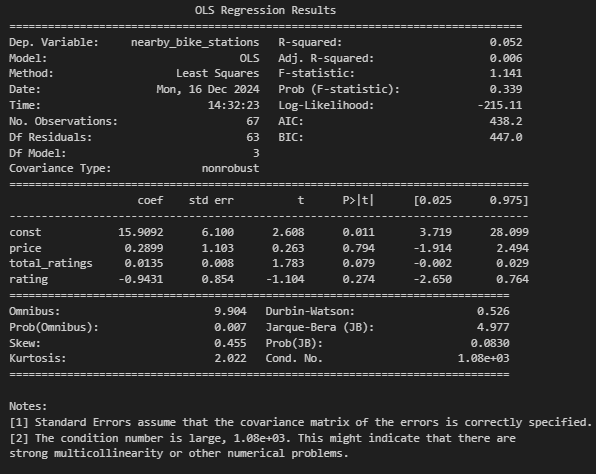 OLS Regression Results
==============================================================================
Dep. Variable:     nearby_bike_stations   R-squared:                       0.052
Model:                              OLS   Adj. R-squared:                  0.006
Method:                   Least Squares   F-statistic:                     1.141
Date:                  Mon, 16 Dec 2024   Prob (F-statistic):              0.339
Time:                          14:32:23   Log-Likelihood:                -215.11
No. Observations:                    67   AIC:                             438.2
Df Residuals:                        63   BIC:                             447.0
Df Model:                             3
Covariance Type:              nonrobust
==============================================================================
coef    std err          t      P>|t|      [0.025      0.975]
------------------------------------------------------------------------------
const            15.9092      6.100      2.608      0.011       3.719      28.099
price             0.2899      1.103      0.263      0.794      -1.914       2.494
total_ratings     0.0135      0.008      1.783      0.079      -0.002       0.029
rating           -0.9431      0.854     -1.104      0.274      -2.650       0.764
==============================================================================
Omnibus:                        9.904   Durbin-Watson:                   0.526
Prob(Omnibus):                  0.007   Jarque-Bera (JB):                4.977
Skew:                           0.455   Prob(JB):                       0.0830
Kurtosis:                       2.022   Cond. No.                     1.08e+03
==============================================================================
Notes:
[1] Standard Errors assume that the covariance matrix of the errors is correctly specified.
[2] The condition number is large, 1.08e+03. This might indicate that there are
strong multicollinearity or other numerical problems.